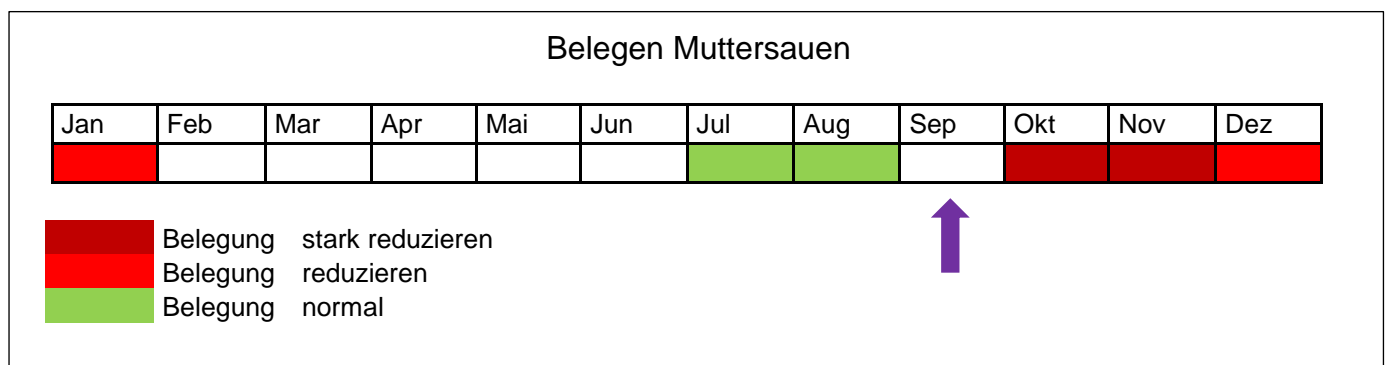 Belegen Muttersauen
Jan Feb Mar Apr Mai Jun Jul Aug Sep Okt Nov Dez
Belegung stark reduzieren
Belegung reduzieren
Belegung normal